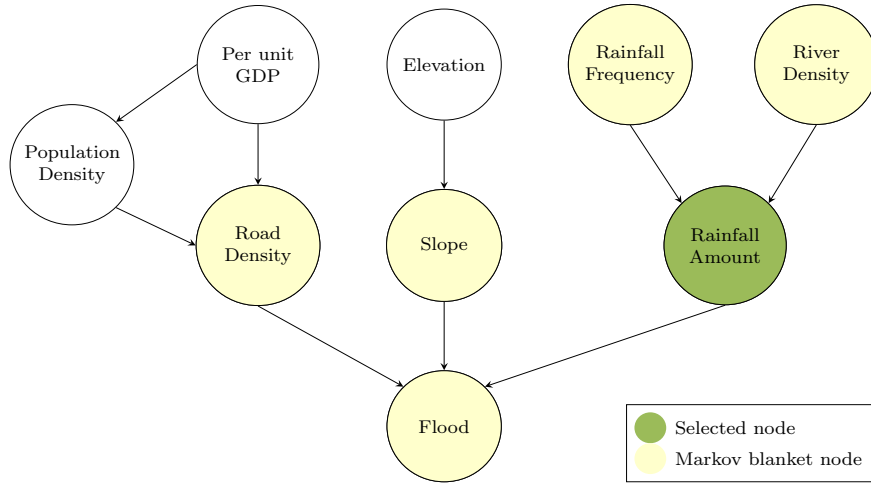 Per unit
GDP
Elevation
Rainfall
Frequency
River
Density
Population
Density
Road
Density
Slope
Rainfall
Amount
Flood
Selected node
Markov blanket node